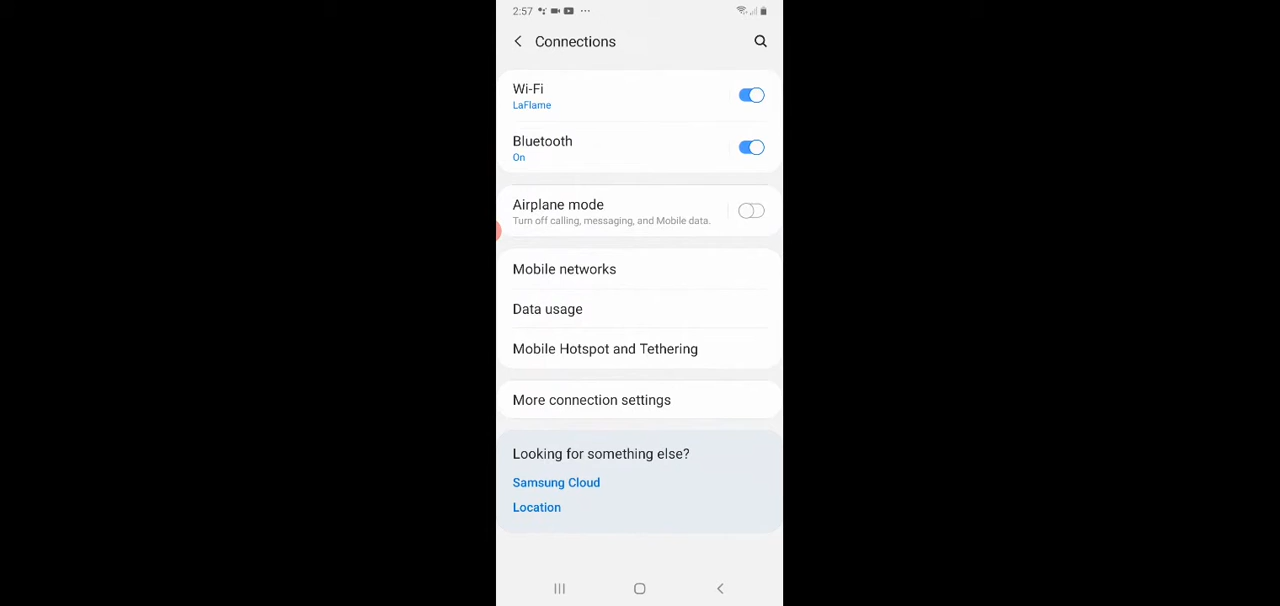 2:57
Connections
Wi-Fi
LaFlame
Bluetooth
On
Airplane mode
Turn off calling, messaging, and Mobile data.
Mobile networks
Data usage
Mobile Hotspot and Tethering
More connection settings
Looking for something else?
Samsung Cloud
Location